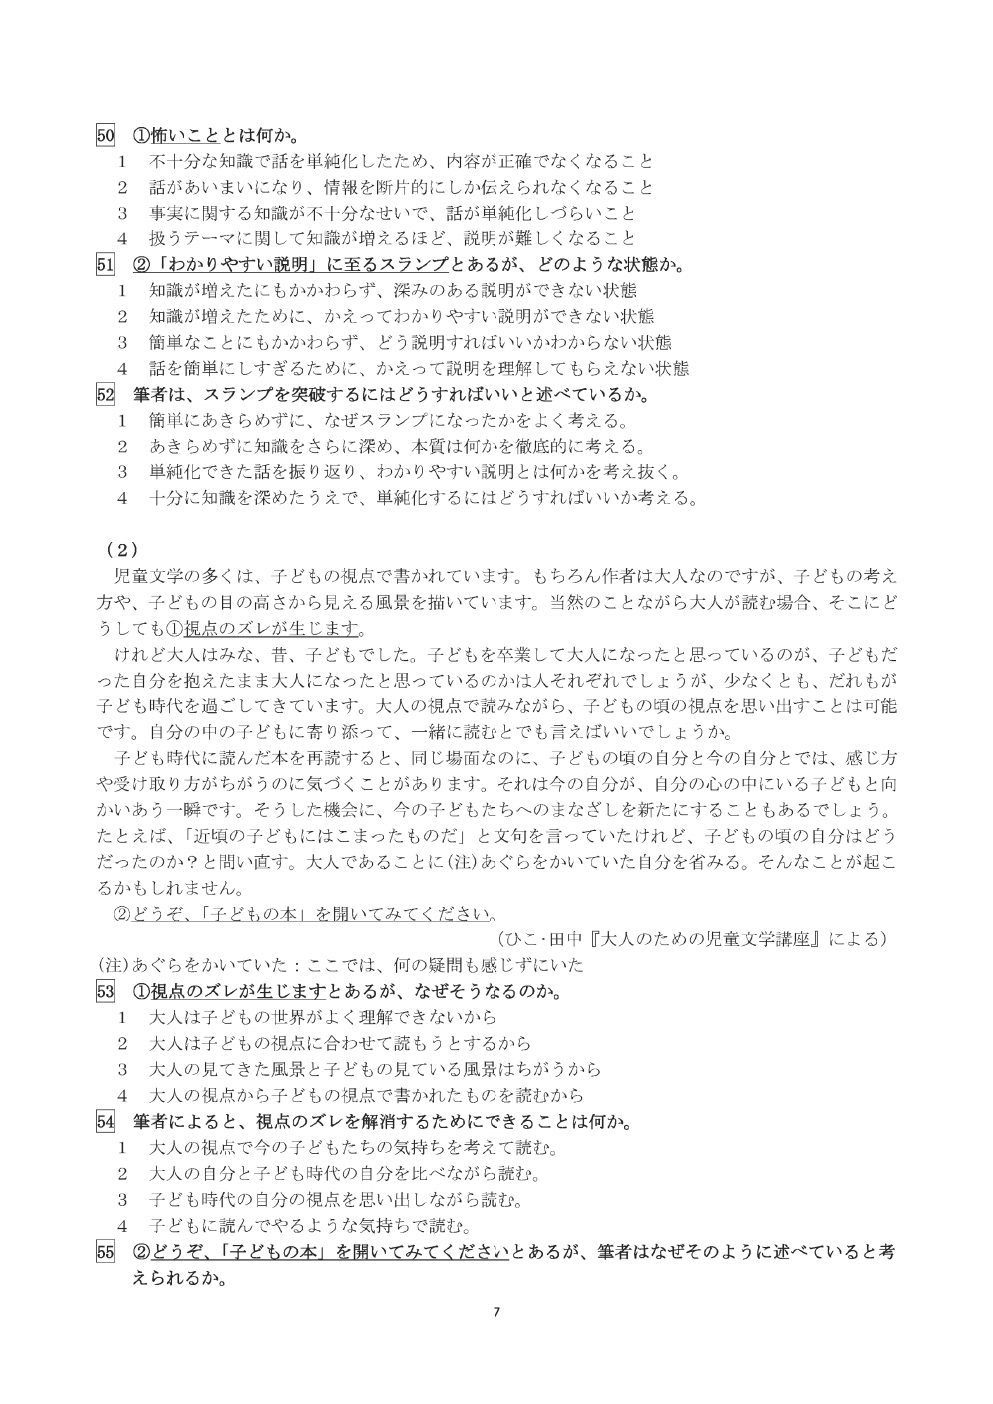 50 ①怖いこととは何か。
1 不十分な知識で話を単純化したため、内容が正確でなくなること
2 話があいまいになり、情報を断片的にしか伝えられなくなること
3 事実に関する知識が不十分なせいで、話が単純化しづらいこと
4 扱うテーマに関して知識が増えるほど、説明が難しくなること
51 ②「わかりやすい説明」に至るスランプとあるが、どのような状態か。
1 知識が増えたにもかかわらず、深みのある説明ができない状態
2 知識が増えたために、かえってわかりやすい説明ができない状態
3 簡単なことにもかかわらず、どう説明すればいいかわからない状態
4 話を簡単にしすぎるために、かえって説明を理解してもらえない状態
52 筆者は、スランプを突破するにはどうすればいいと述べているか。
1 簡単にあきらめずに、なぜスランプになったかをよく考える。
2 あきらめずに知識をさらに深め、本質は何かを徹底的に考える。
3 単純化できた話を振り返り、わかりやすい説明とは何かを考え抜く。
4 十分に知識を深めたうえで、単純化するにはどうすればいいか考える。
（2）
児童文学の多くは、子どもの視点で書かれています。もちろん作者は大人なのですが、子どもの考え
方や、子どもの目の高さから見える風景を描いています。当然のことながら大人が読む場合、そこにど
うしても①視点のズレが生じます。
けれど大人はみな、昔、子どもでした。子どもを卒業して大人になったと思っているのが、子どもだ
った自分を抱えたまま大人になったと思っているのかは人それぞれでしょうが、少なくとも、だれもが
子ども時代を過ごしてきています。大人の視点で読みながら、子どもの頃の視点を思い出すことは可能
です。自分の中の子どもに寄り添って、一緒に読むとでも言えばいいでしょうか。
子ども時代に読んだ本を再読すると、同じ場面なのに、子どもの頃の自分と今の自分とでは、感じ方
や受け取り方がちがうのに気づくことがあります。それは今の自分が、自分の心の中にいる子どもと向
かいあう一瞬です。そうした機会に、今の子どもたちへのまなざしを新たにすることもあるでしょう。
たとえば、「近頃の子どもにはこまったものだ」と文句を言っていたけれど、子どもの頃の自分はどう
だったのか？と問い直す。大人であることに(注)あぐらをかいていた自分を省みる。そんなことが起こ
るかもしれません。
②どうぞ、「子どもの本」を開いてみてください。
（ひこ・田中『大人のための児童文学講座』による）
(注)あぐらをかいていた：ここでは、何の疑問も感じずにいた
53 ①視点のズレが生じますとあるが、なぜそうなるのか。
1 大人は子どもの世界がよく理解できないから
2 大人は子どもの視点に合わせて読もうとするから
3 大人の見てきた風景と子どもの見ている風景はちがうから
4 大人の視点から子どもの視点で書かれたものを読むから
54 筆者によると、視点のズレを解消するためにできることは何か。
1 大人の視点で今の子どもたちの気持ちを考えて読む。
2 大人の自分と子ども時代の自分を比べながら読む。
3 子ども時代の自分の視点を思い出しながら読む。
4 子どもに読んでやるような気持ちで読む。
55 ②どうぞ、「子どもの本」を開いてみてくださいとあるが、筆者はなぜそのように述べていると考
えられるか。
7